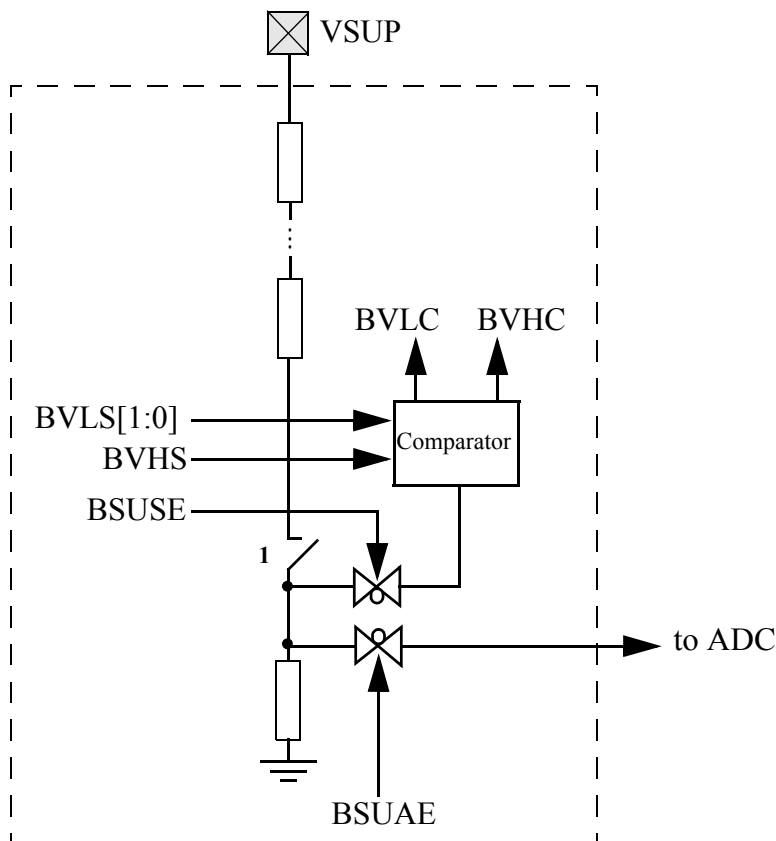 VSUP
BVLC
BVHC
BVLS[1:0]
Comparator
BVHS
BSUSE
1
to ADC
BSUAE